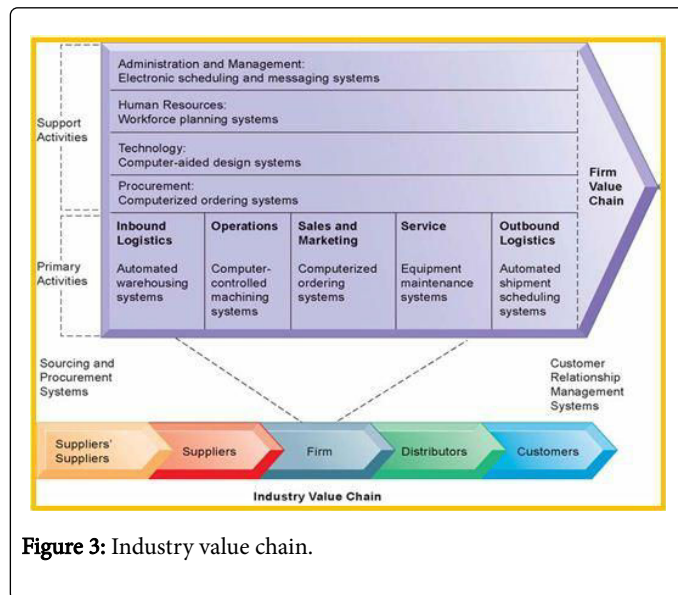 Administration and Management:
Electronic scheduling and messaging systems
Human Resources:
Workforce planning systems
Support
Activities
Technology:
Computer-aided design systems
Procurement:
Computerized ordering systems
Firm
Value
Chain
Primary
Activities
Inbound
Logistics
Automated
warehousing
systems
Operations
Computer-
controlled
machining
systems
Sales and
Marketing
Computerized
ordering
systems
Service
Equipment
maintenance
systems
Outbound
Logistics
Automated
shipment
scheduling
systems
Sourcing and
Procurement
Systems
Customer
Relationship
Management
Systems
Suppliers'
Suppliers
Suppliers
Firm
Distributors
Customers
Industry Value Chain
Figure 3: Industry value chain.